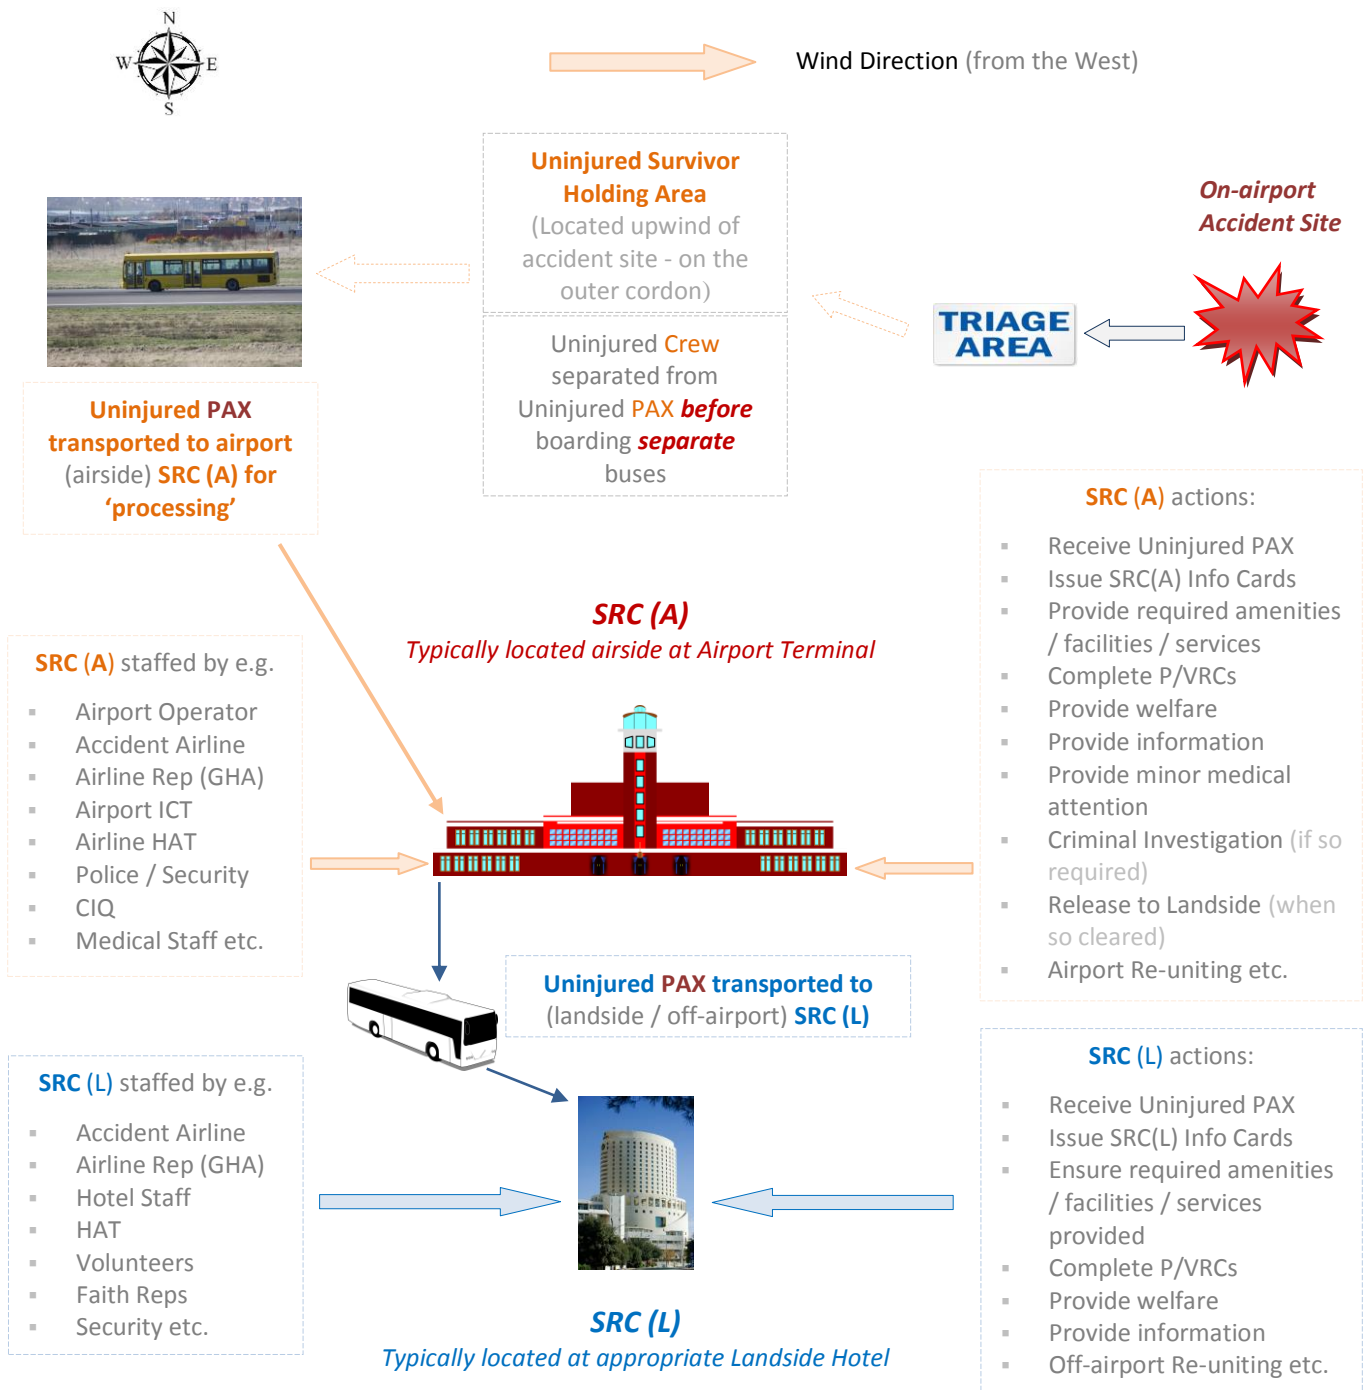 N
W
E
S
Wind Direction (from the West)
Uninjured Survivor
Holding Area
(Located upwind of
accident site - on the
outer cordon)
Uninjured Crew
separated from
Uninjured PAX before
boarding separate
buses
On-airport
Accident Site
TRIAGE
AREA
Uninjured PAX
transported to airport
(airside) SRC (A) for
‘processing’
SRC (A)
Typically located airside at Airport Terminal
SRC (A) staffed by e.g.
▪ Airport Operator
▪ Accident Airline
▪ Airline Rep (GHA)
▪ Airport ICT
▪ Airline HAT
▪ Police / Security
▪ CIQ
▪ Medical Staff etc.
SRC (A) actions:
▪ Receive Uninjured PAX
▪ Issue SRC(A) Info Cards
▪ Provide required amenities
/ facilities / services
▪ Complete P/VRCs
▪ Provide welfare
▪ Provide information
▪ Provide minor medical
attention
▪ Criminal Investigation (if so
required)
▪ Release to Landside (when
so cleared)
▪ Airport Re-uniting etc.
Uninjured PAX transported to
(landside / off-airport) SRC (L)
SRC (L) staffed by e.g.
▪ Accident Airline
▪ Airline Rep (GHA)
▪ Hotel Staff
▪ HAT
▪ Volunteers
▪ Faith Reps
▪ Security etc.
SRC (L) actions:
▪ Receive Uninjured PAX
▪ Issue SRC(L) Info Cards
▪ Ensure required amenities
/ facilities / services
provided
▪ Complete P/VRCs
▪ Provide welfare
▪ Provide information
▪ Off-airport Re-uniting etc.
SRC (L)
Typically located at appropriate Landside Hotel